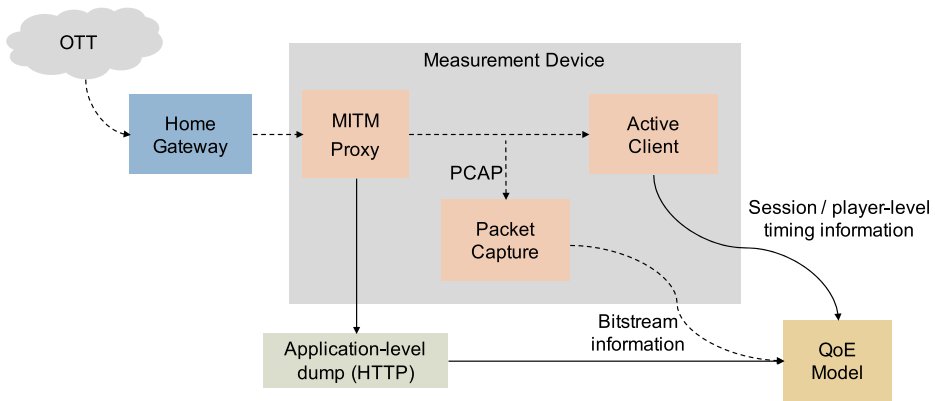 OTT
Measurement Device
Home
Gateway
MITM
Proxy
Active
Client
PCAP
Packet
Capture
Session / player-level
timing information
Bitstream
information
Application-level
dump (HTTP)
QoE
Model